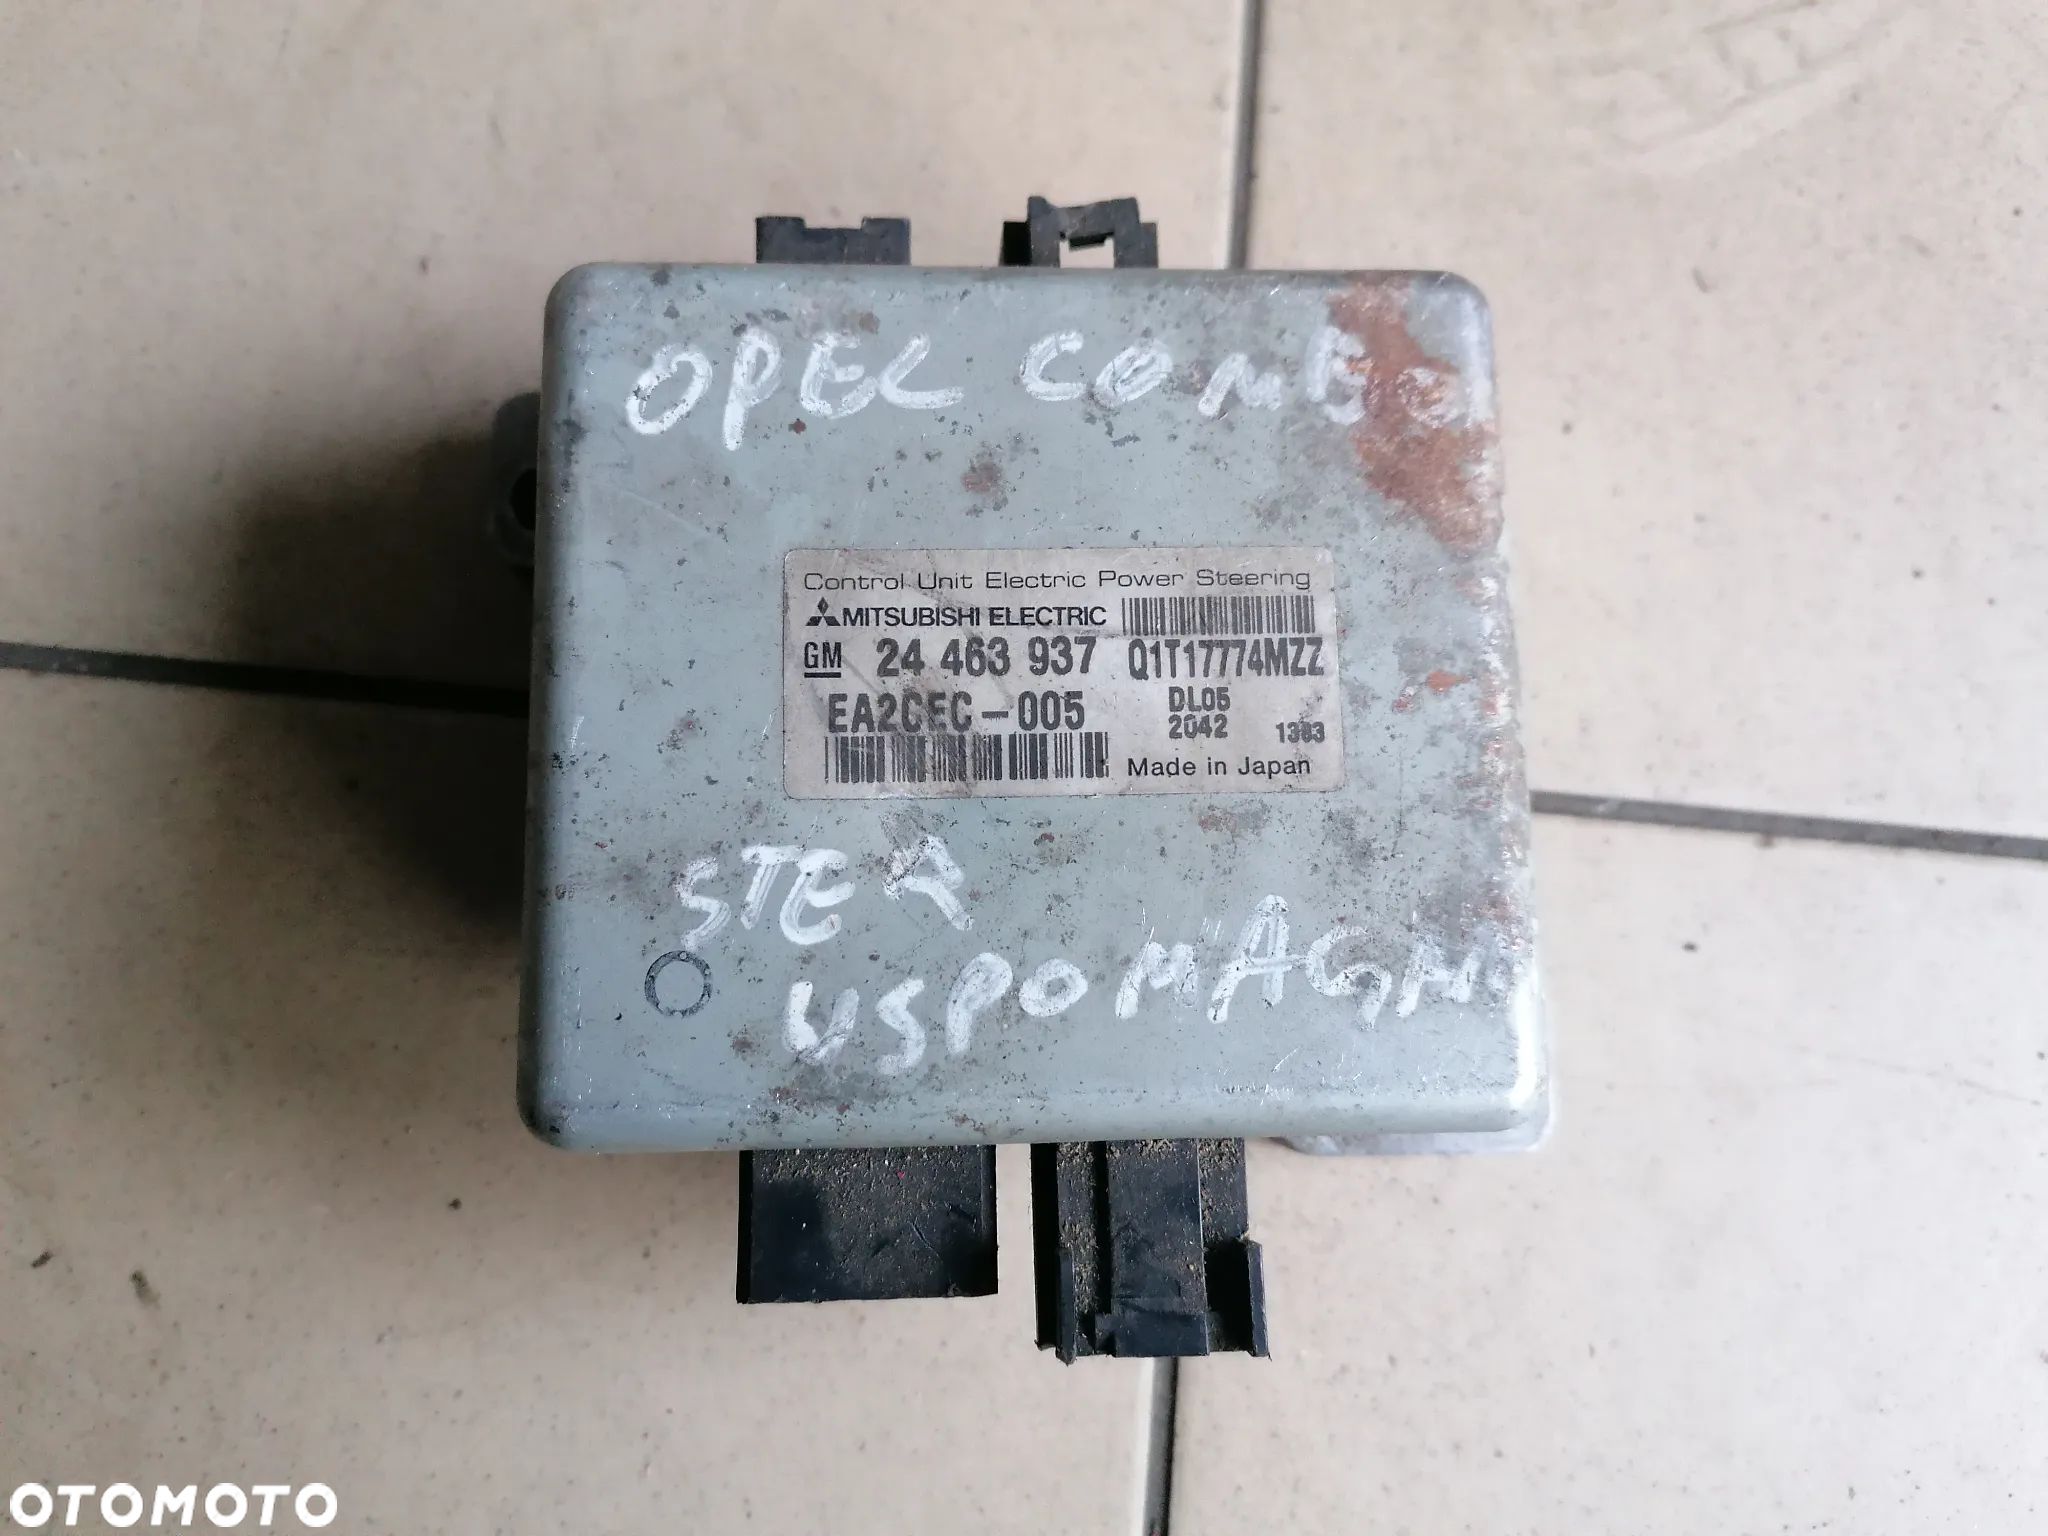 OPEL COMBO
Control Unit Electric Power Steering
MITSUBISHI ELECTRIC
GM 24 463 937 Q1T17774MZZ
EA2CEC-005 DL05
2042 1383
Made in Japan
STER
WSPOMAGN
OTOMOTO